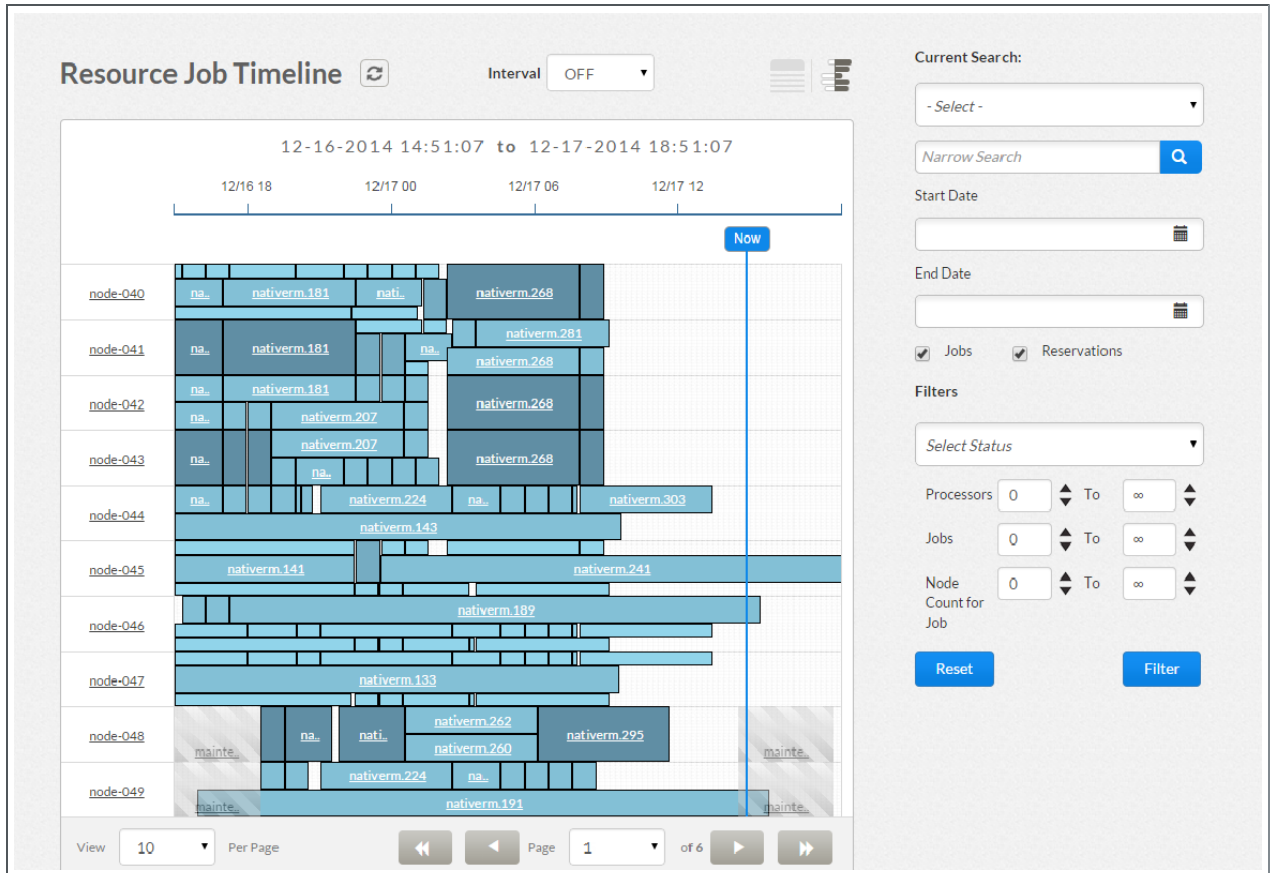 Resource Job Timeline
Interval OFF
12-16-2014 14:51:07 to 12-17-2014 18:51:07
12/16 18 12/17 00 12/17 06 12/17 12
Now
node-040 na.. nativerm.181 nati.. nativerm.268
node-041 na.. nativerm.181 na.. nativerm.281
nativerm.268
node-042 na.. nativerm.181 nativerm.268
na.. nativerm.207
node-043 na.. nativerm.207 nativerm.268
na..
node-044 na.. nativerm.224 na.. nativerm.303
nativerm.143
node-045 nativerm.141 nativerm.241
node-046 nativerm.189
node-047 nativerm.133
node-048 mainte.. na.. nati.. nativerm.262 nativerm.295 mainte..
nativerm.260
node-049 nativerm.224 na..
mainte.. nativerm.191 mainte..
View 10 Per Page
Page 1 of 6
Current Search:
- Select -
Narrow Search
Start Date
End Date
Jobs Reservations
Filters
Select Status
Processors 0 To ∞
Jobs 0 To ∞
Node Count for Job 0 To ∞
Reset Filter